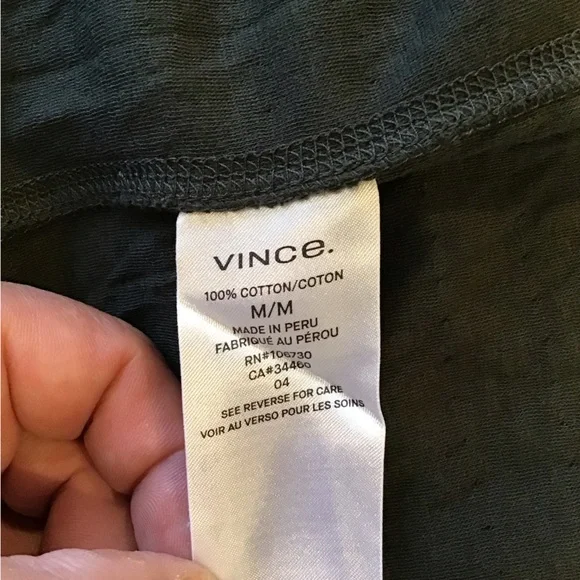 VINCe.
100% COTTON/COTON
M/M
MADE IN PERU
FABRIQUÉ AU PÉROU
RN#106730
CA#34460
04
SEE REVERSE FOR CARE
VOIR AU VERSO POUR LES SOINS